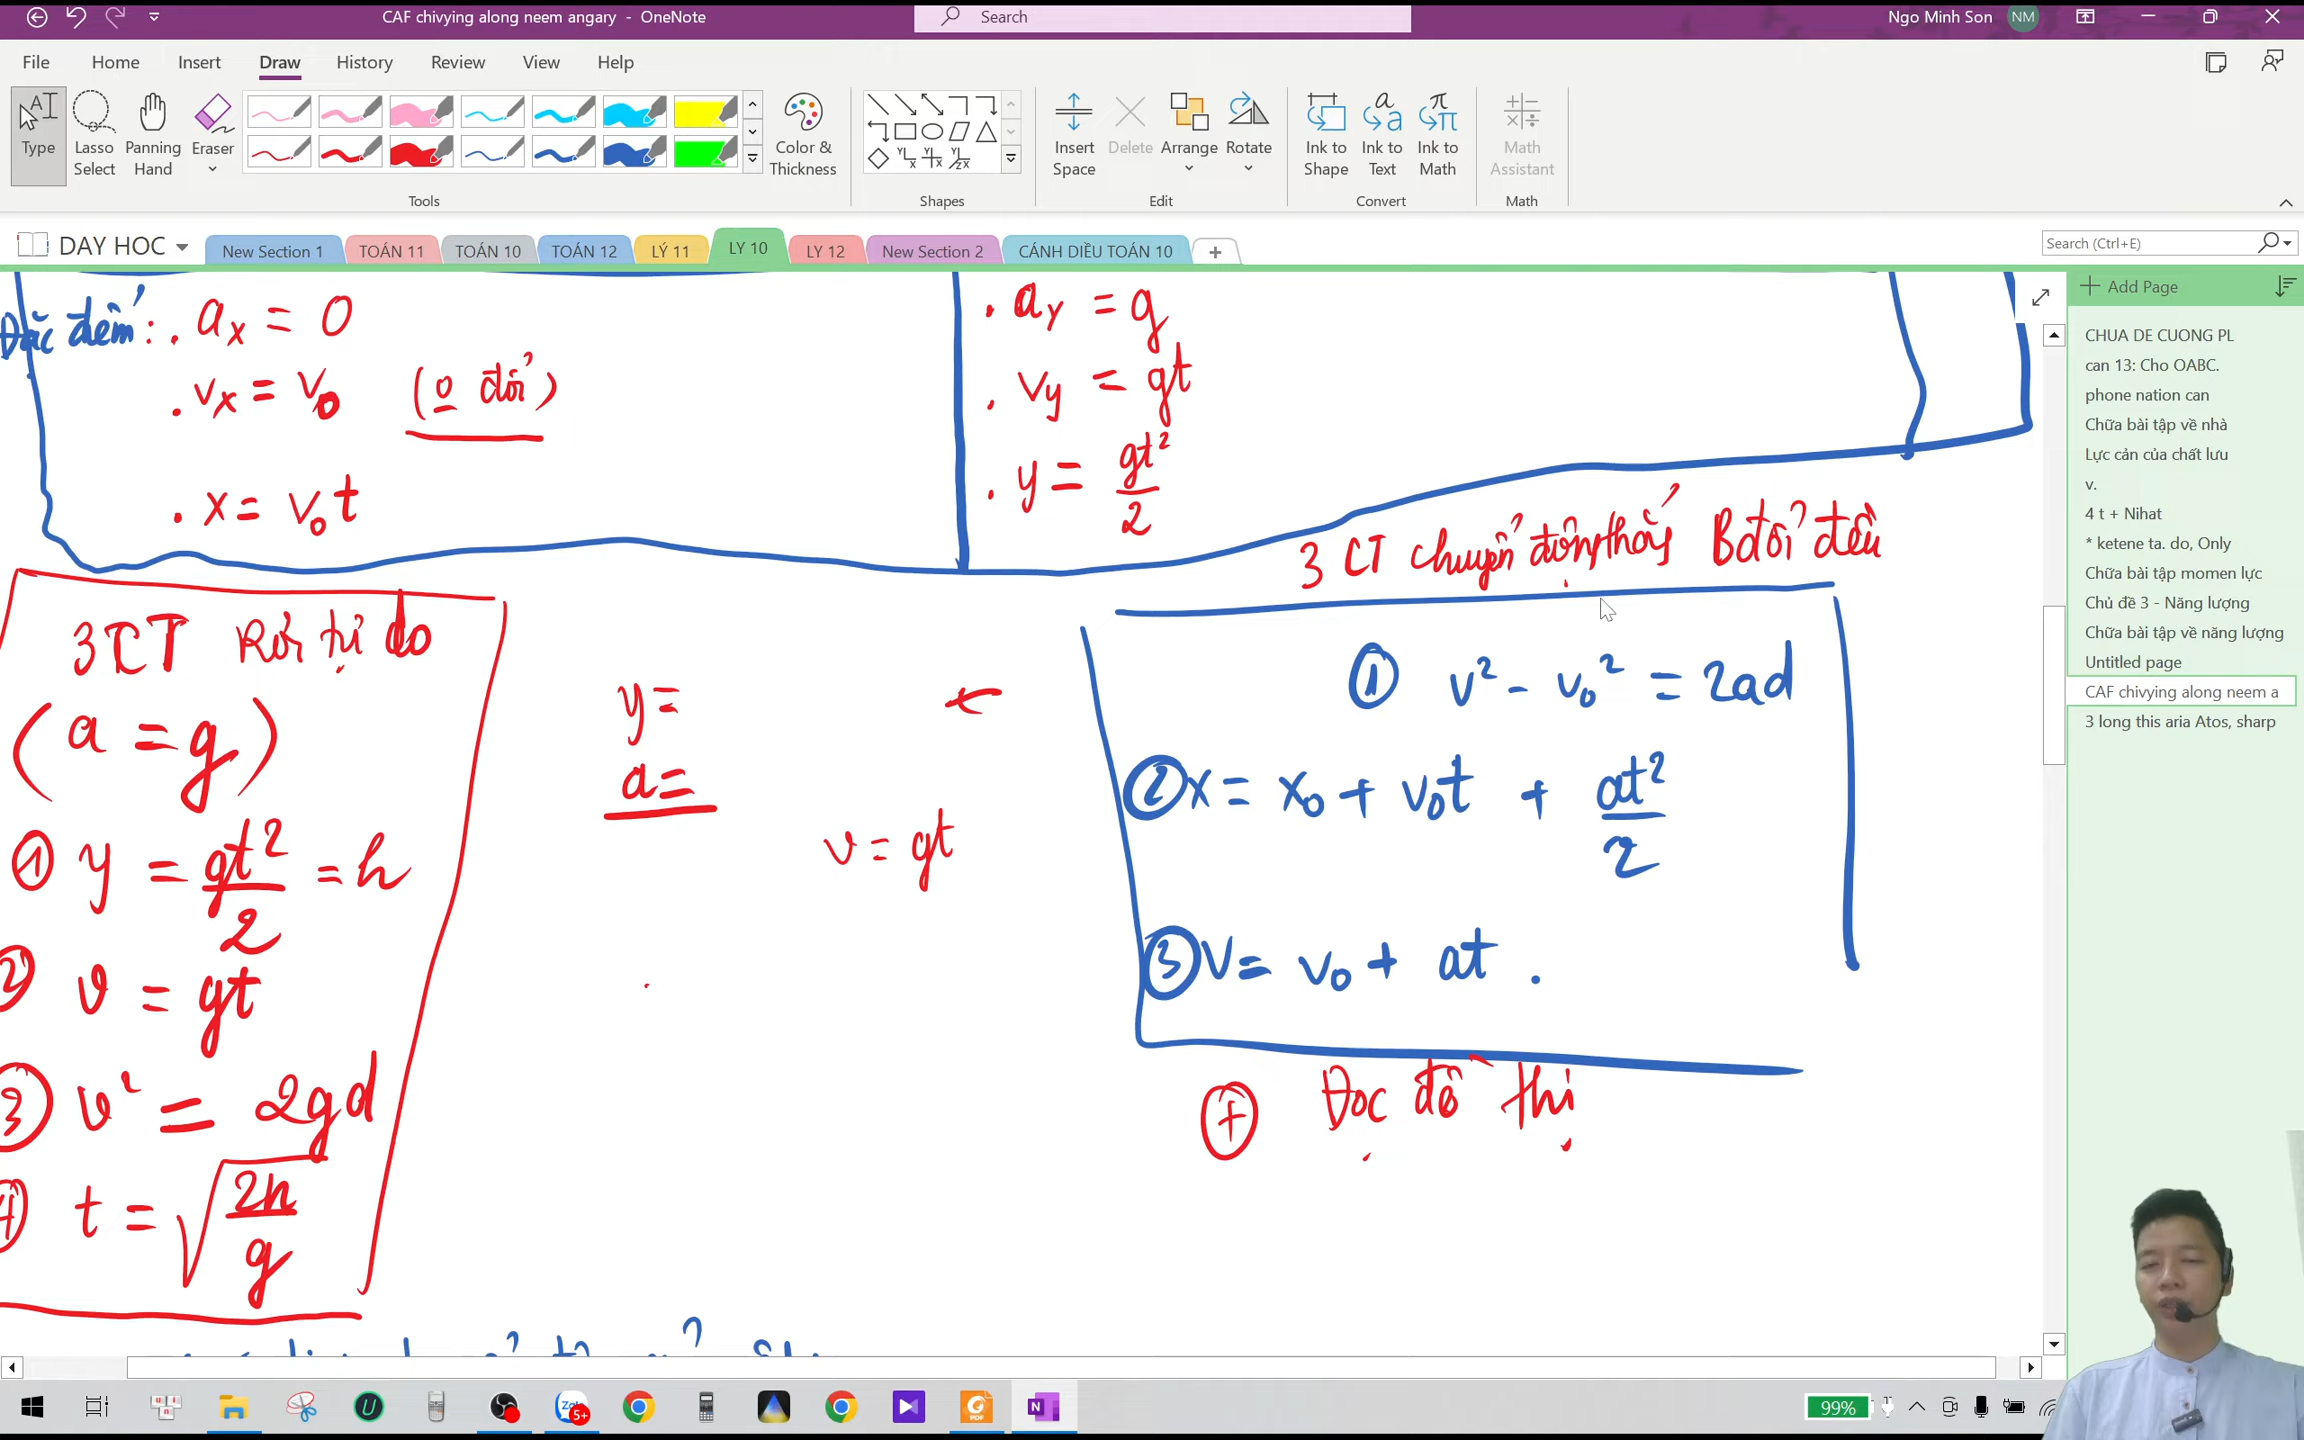 CAF chivying along neem angary - OneNote
Search
Ngo Minh Son NM
File Home Insert Draw History Review View Help
Type
Lasso Select
Panning Hand
Eraser
Color & Thickness
Insert Space
Delete
Arrange
Rotate
Ink to Shape
Ink to Text
Ink to Math
Math Assistant
Tools Shapes Edit Convert Math
DAY HOC
New Section 1 TOÁN 11 TOÁN 10 TOÁN 12 LÝ 11 LY 10 LY 12 New Section 2 CÁNH DIỀU TOÁN 10 +
Search (Ctrl+E)
Add Page
CHUA DE CUONG PL
can 13: Cho OABC.
phone nation can
Chữa bài tập về nhà
Lực cản của chất lưu
v.
4 t + Nihat
* ketene ta. do, Only
Chữa bài tập momen lực
Chủ đề 3 - Năng lượng
Chữa bài tập về năng lượng
Untitled page
CAF chivying along neem a
3 long this aria Atos, sharp
Đặc điểm: . aₓ = 0
. vₓ = v₀ (o đổi)
. x = v₀t
. a_y = g
. v_y = gt
. y = gt²/2
3 CT chuyển động thẳng Bđổi đều
① v² - v₀² = 2ad
② x = x₀ + v₀t + at²/2
③ v = v₀ + at .
⊕ Đọc đồ thị
3CT Rơi tự do
(a = g)
① y = gt²/2 = h
② v = gt
③ v² = 2gd
④ t = √(2h/g)
y =
a =
v = gt
←
99%